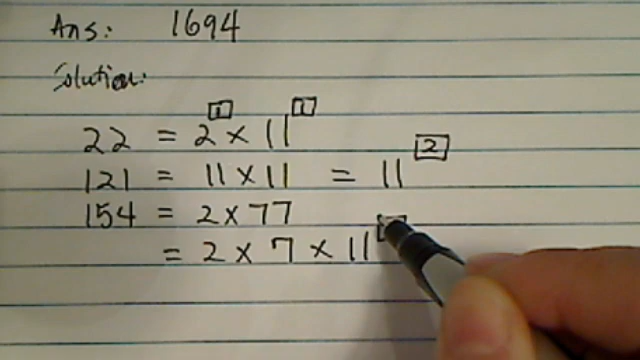 Ans: 1694
Solution:
22 = 2 [1] × 11 [1]
121 = 11 × 11 = 11 [2]
154 = 2 × 77
= 2 × 7 × 11